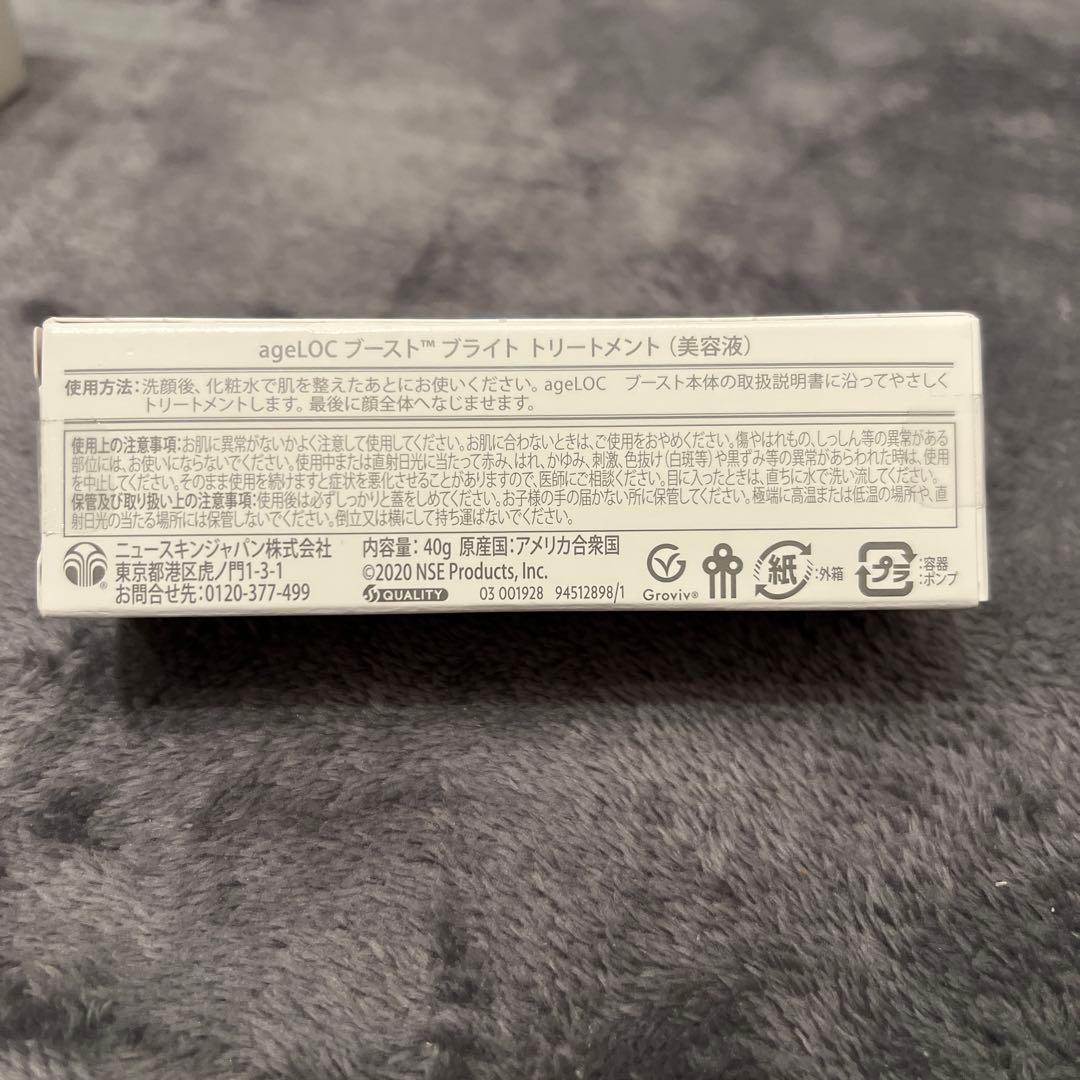 ageLOC ブースト™ ブライト トリートメント（美容液）
使用方法：洗顔後、化粧水で肌を整えたあとにお使いください。ageLOC ブースト本体の取扱説明書に沿ってやさしく
トリートメントします。最後に顔全体へなじませます。
使用上の注意事項：お肌に異常がないかよく注意して使用してください。お肌に合わないときは、ご使用をおやめください。傷やはれもの、しっしん等の異常がある
部位には、お使いにならないでください。使用中または直射日光に当たって赤み、はれ、かゆみ、刺激、色抜け（白斑等）や黒ずみ等の異常があらわれた時は、使用
を中止してください。そのまま使用を続けますと症状を悪化させることがありますので、医師にご相談ください。目に入ったときは、直ちに水で洗い流してください。
保管及び取り扱い上の注意事項：使用後は必ずしっかりと蓋をしめてください。お子様の手の届かない所に保管してください。極端に高温または低温の場所や、直
射日光の当たる場所には保管しないでください。倒立又は横にして持ち運ばないでください。
ニュースキンジャパン株式会社
東京都港区虎ノ門1-3-1
お問合せ先：0120-377-499
内容量：40g 原産国：アメリカ合衆国
©2020 NSE Products, Inc.
QUALITY 03 001928 94512898/1
Groviv®
紙：外箱
プラ：容器
：ポンプ